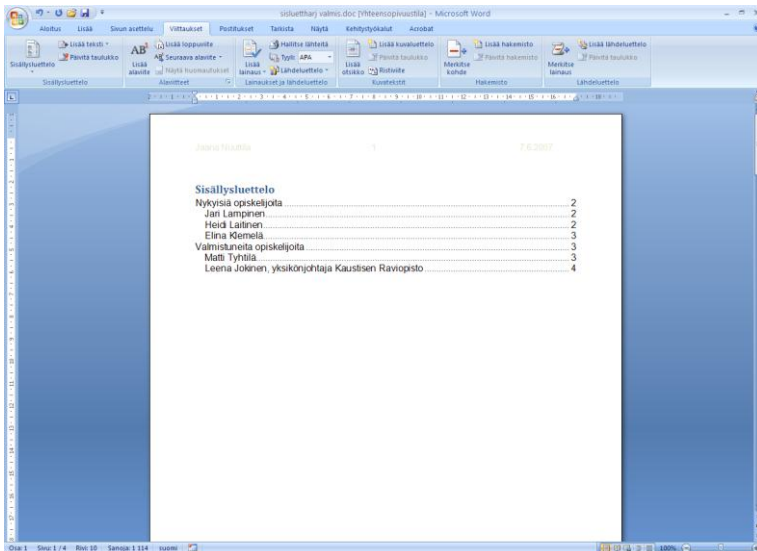 sisluettharj valmis.doc [Yhteensopivuustila] - Microsoft Word
Aloitus Lisää Sivun asettelu Viittaukset Postitukset Tarkista Näytä Kehitystyökalut Acrobat
Sisällysluettelo
Lisää teksti
Päivitä taulukko
Sisällysluettelo
AB¹
Lisää alaviite
Lisää loppuviite
Seuraava alaviite
Näytä huomautukset
Alaviitteet
Lisää lainaus
Hallitse lähteitä
Tyyli: APA
Lähdeluettelo
Lainaukset ja lähdeluettelo
Lisää otsikko
Lisää kuvaluettelo
Päivitä taulukko
Ristiviite
Kuvatekstit
Merkitse kohde
Lisää hakemisto
Päivitä hakemisto
Hakemisto
Merkitse lainaus
Lisää lähdeluettelo
Päivitä taulukko
Lähdeluettelo
1
Sisällysluettelo
Nykyisiä opiskelijoita 2
Jari Lampinen 2
Heidi Laitinen 2
Elina Klemelä 3
Valmistuneita opiskelijoita 3
Matti Tyhtilä 3
Leena Jokinen, yksikönjohtaja Kaustisen Raviopisto 4
Osa: 1 Sivu: 1 / 4 Rivi: 10 Sanoja: 1 114 suomi 100%